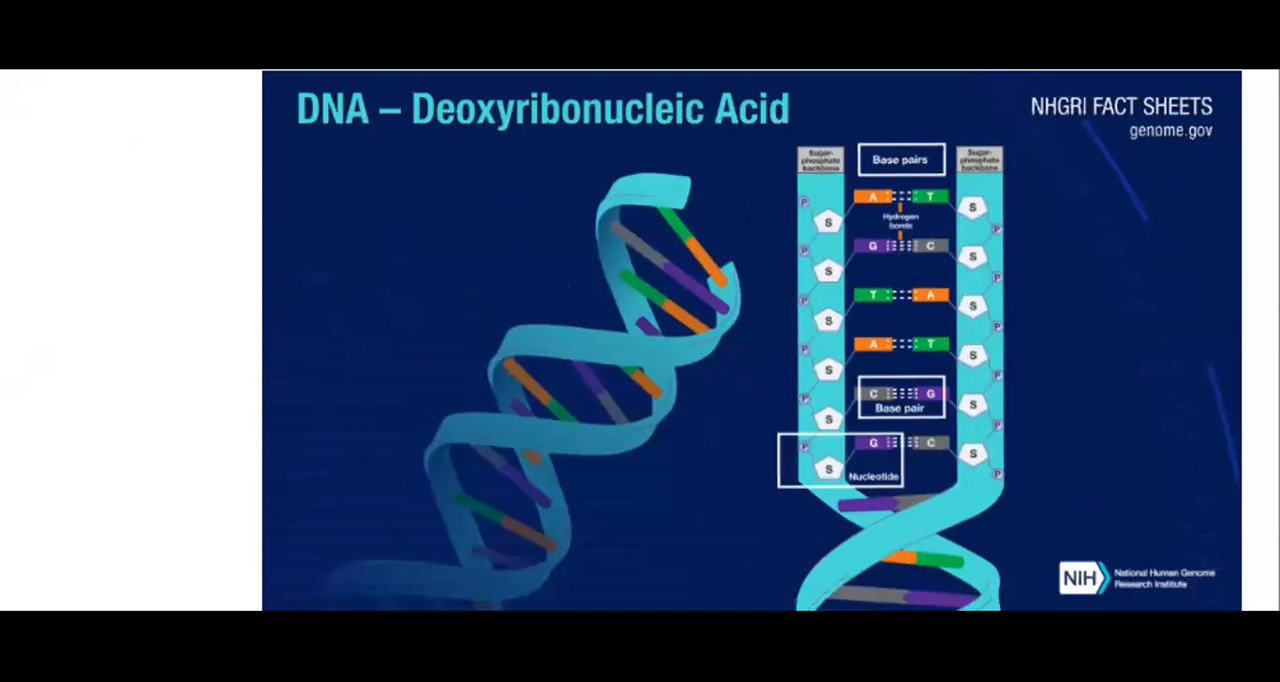 DNA – Deoxyribonucleic Acid
NHGRI FACT SHEETS
genome.gov
Sugar-
phosphate
backbone
Base pairs
Sugar-
phosphate
backbone
P
A
T
S
S
Hydrogen
bonds
P
P
G
C
S
S
P
P
T
A
S
S
P
P
A
T
S
S
P
P
C
G
Base pair
S
S
P
P
G
C
S
S
Nucleotide
P
NIH
National Human Genome
Research Institute